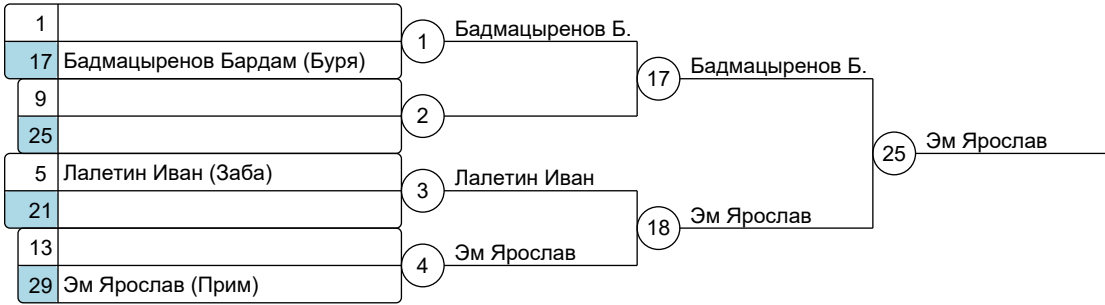 1
17 Бадмацыренов Бардам (Буря)
1
Бадмацыренов Б.
9
25
2
17
Бадмацыренов Б.
5 Лалетин Иван (Заба)
21
3
Лалетин Иван
13
29 Эм Ярослав (Прим)
4
Эм Ярослав
18
Эм Ярослав
25
Эм Ярослав